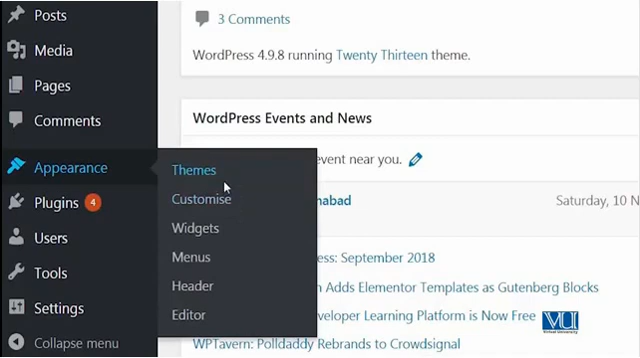 Posts
Media
Pages
Comments
Appearance
Plugins 4
Users
Tools
Settings
Collapse menu
Themes
Customise
Widgets
Menus
Header
Editor
3 Comments
WordPress 4.9.8 running Twenty Thirteen theme.
WordPress Events and News
event near you.
abad
Saturday, 10 N
ess: September 2018
n Adds Elementor Templates as Gutenberg Blocks
eloper Learning Platform is Now Free
WPTavern: Polldaddy Rebrands to Crowdsignal
VU